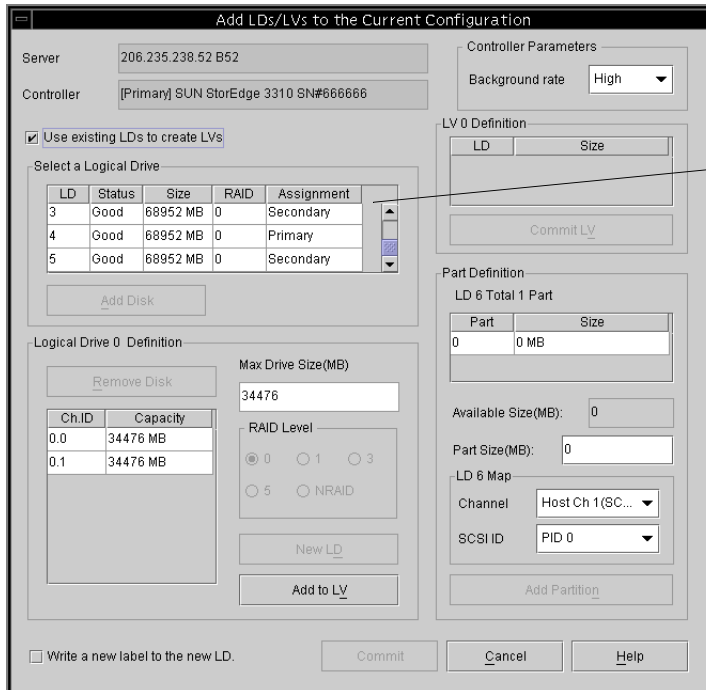 Add LDs/LVs to the Current Configuration
Server 206.235.238.52 B52
Controller [Primary] SUN StorEdge 3310 SN#666666
Controller Parameters
Background rate High
Use existing LDs to create LVs
Select a Logical Drive
LD Status Size RAID Assignment
3 Good 68952 MB 0 Secondary
4 Good 68952 MB 0 Primary
5 Good 68952 MB 0 Secondary
Add Disk
LV 0 Definition
LD Size
Commit LV
Logical Drive 0 Definition
Remove Disk
Ch.ID Capacity
0.0 34476 MB
0.1 34476 MB
Max Drive Size(MB)
34476
RAID Level
0 1 3
5 NRAID
New LD
Add to LV
Part Definition
LD 6 Total 1 Part
Part Size
0 0 MB
Available Size(MB): 0
Part Size(MB): 0
LD 6 Map
Channel Host Ch 1(SC...
SCSI ID PID 0
Add Partition
Write a new label to the new LD.
Commit Cancel Help